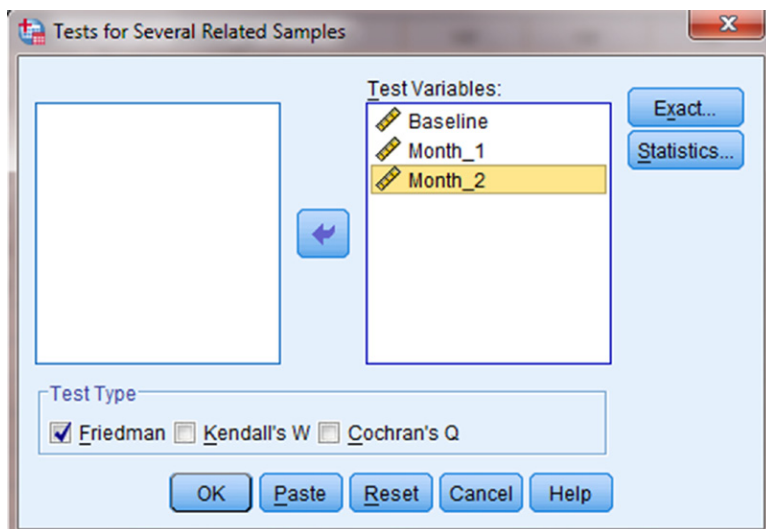 Tests for Several Related Samples
Test Variables:
Baseline
Month_1
Month_2
Exact...
Statistics...
Test Type
Friedman Kendall's W Cochran's Q
OK Paste Reset Cancel Help